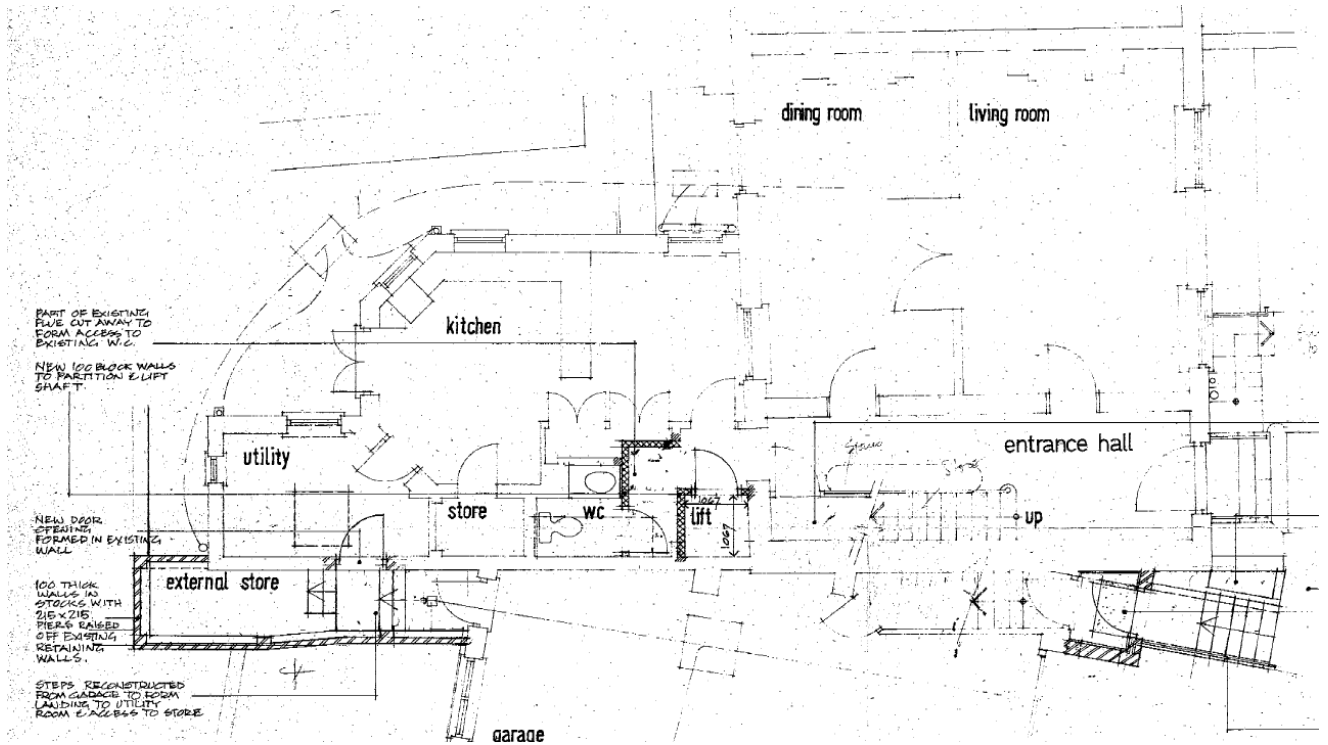 dining room
living room
PART OF EXISTING
FLUE CUT AWAY TO
FORM ACCESS TO
EXISTING W.C.
kitchen
NEW 100 BLOCK WALLS
TO PARTITION & LIFT
SHAFT.
utility
entrance hall
store
wc
lift
1067
1067
up
NEW DOOR
OPENING
FORMED IN EXISTING
WALL
external store
100 THICK
WALLS IN
STOCKS WITH
215 x 215
PIERS RAISED
OFF EXISTING
RETAINING
WALLS.
STEPS RECONSTRUCTED
FROM GARAGE TO FORM
LANDING TO UTILITY
ROOM & ACCESS TO STORE
garage